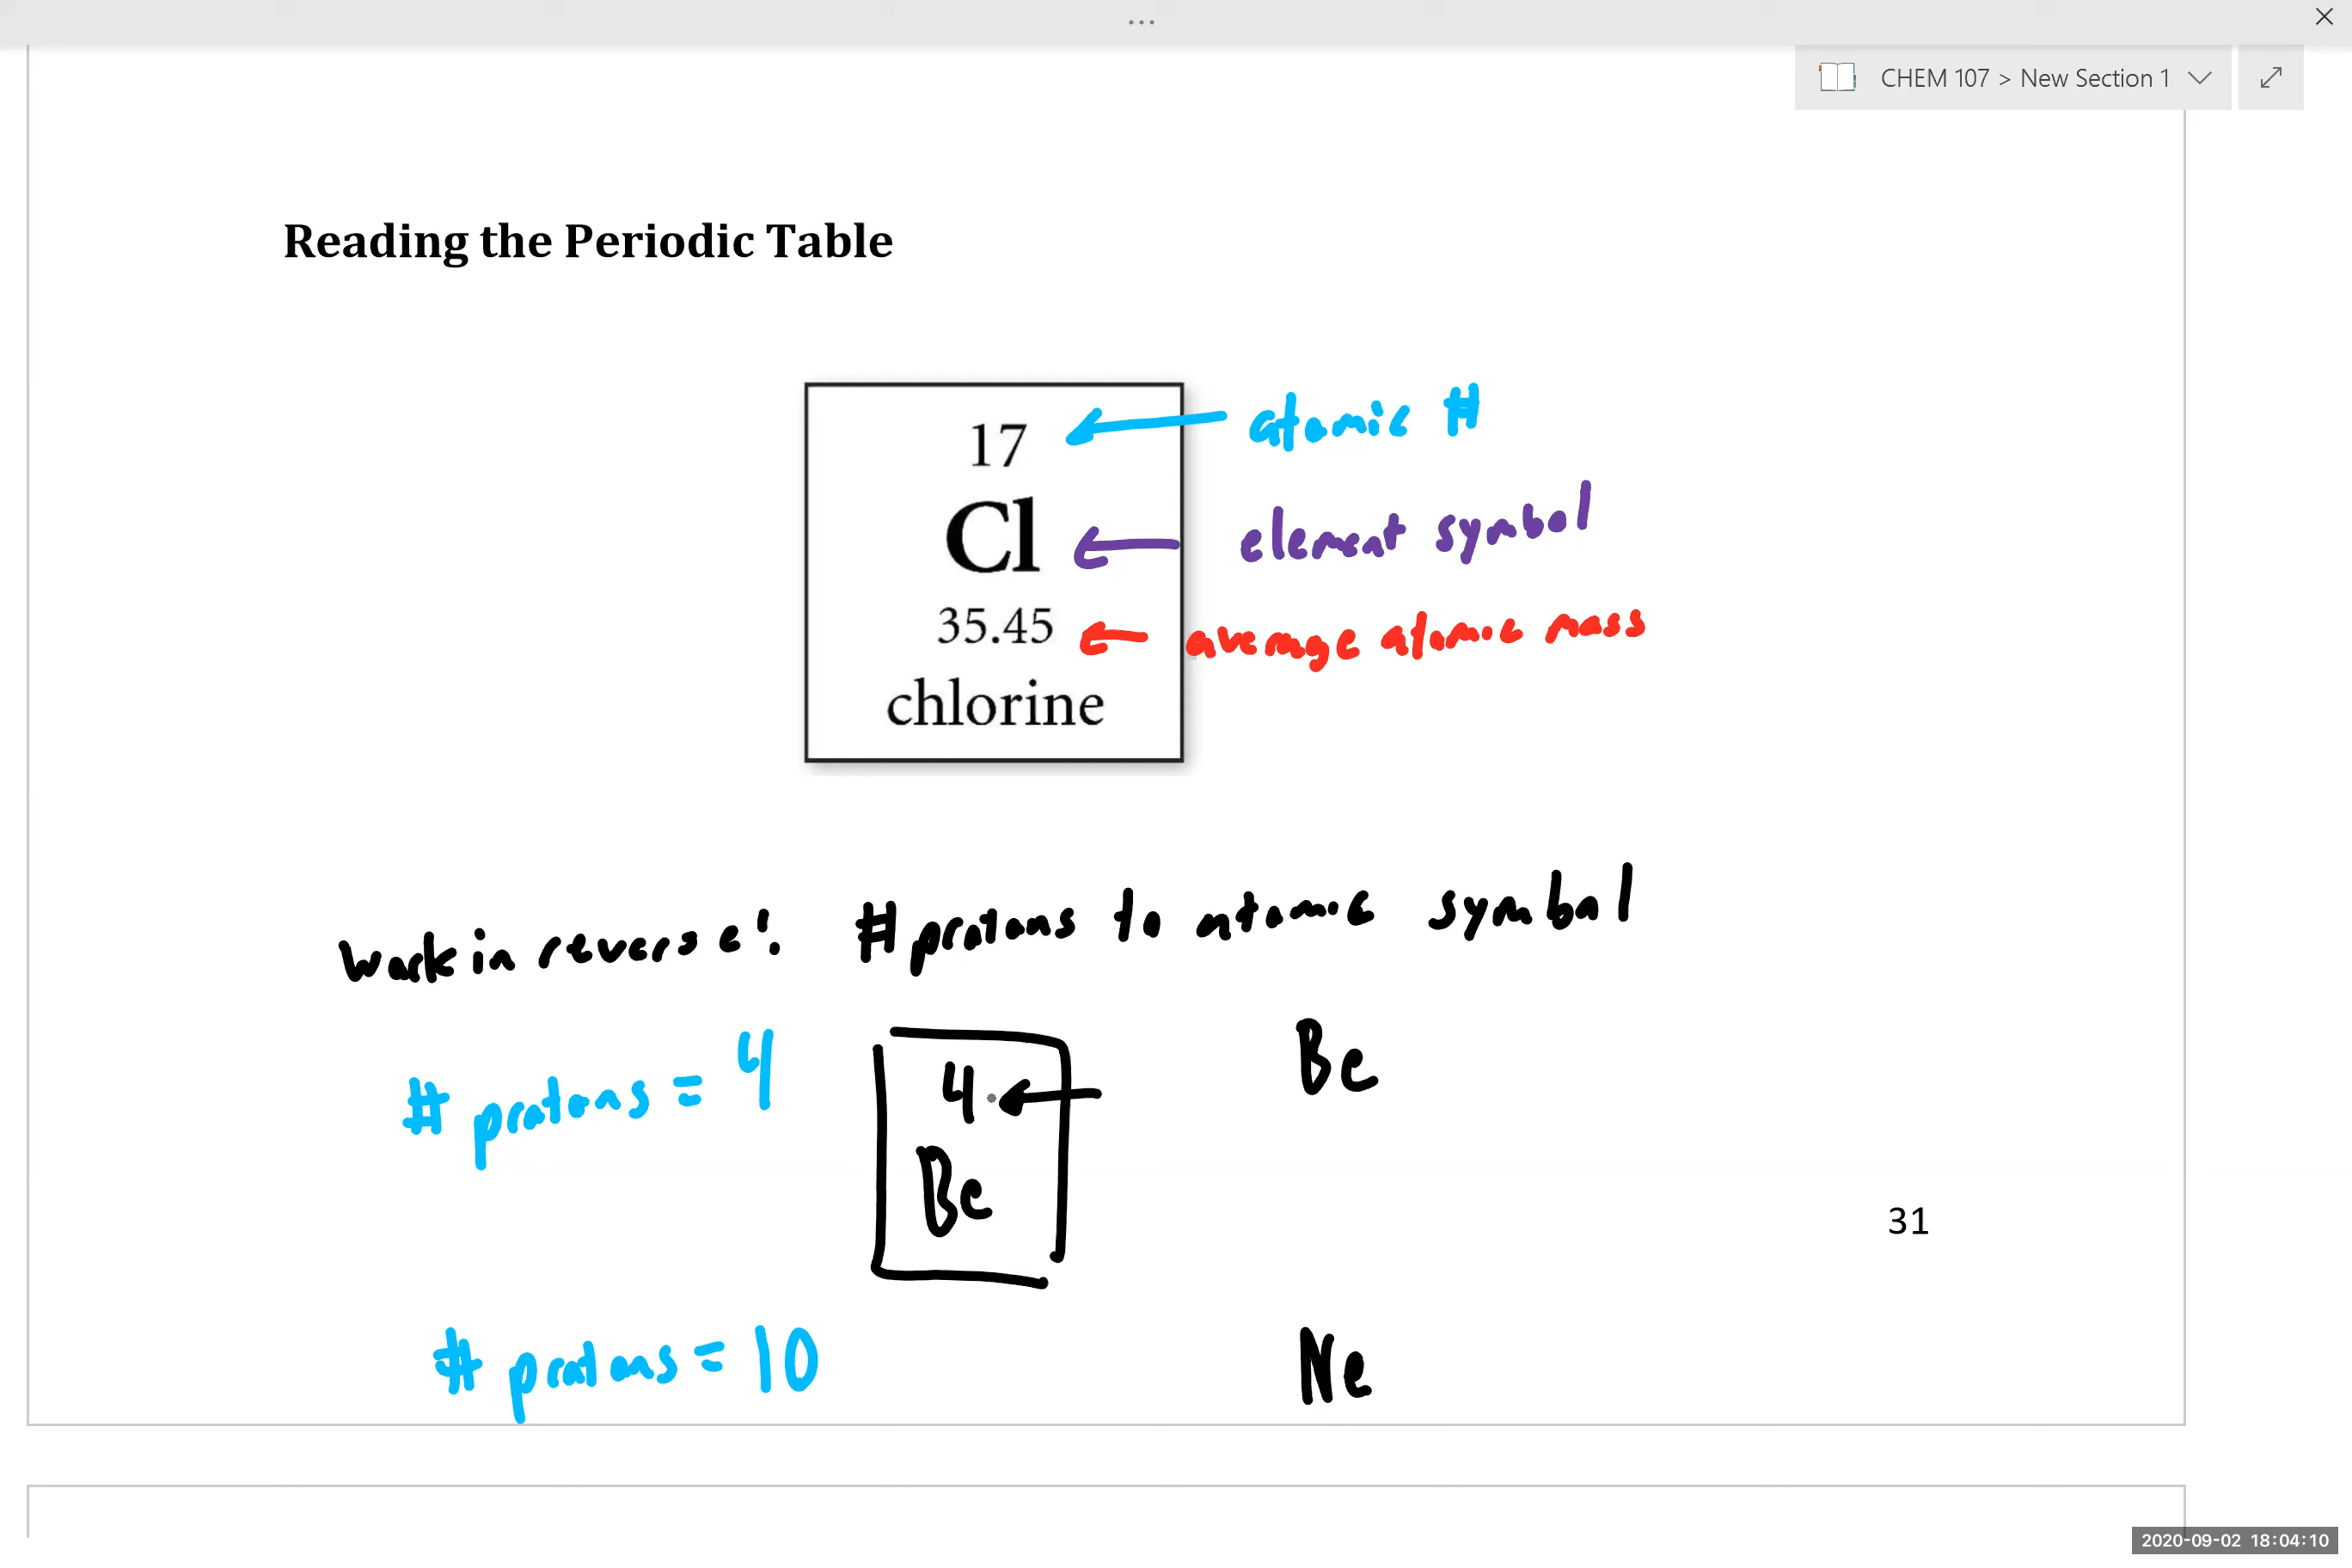 CHEM 107 > New Section 1
Reading the Periodic Table
17 ← atomic #
Cl ← element symbol
35.45 ← average atomic mass
chlorine
work in reverse: # protons to atomic symbol
# protons = 4
4 ←
Be
Be
31
# protons = 10
Ne
2020-09-02 18:04:10